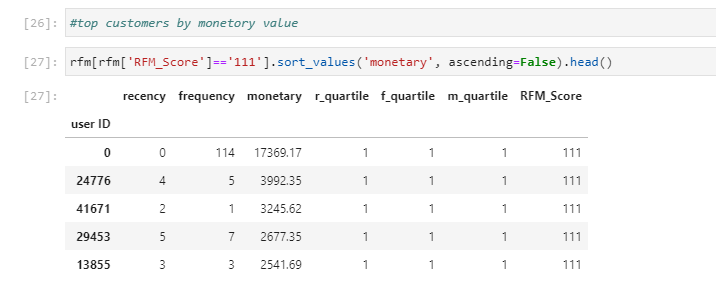 [26]: #top customers by monetary value
[27]: rfm[rfm['RFM_Score']=='111'].sort_values('monetary', ascending=False).head()
[27]: recency frequency monetary r_quartile f_quartile m_quartile RFM_Score
user ID
0 0 114 17369.17 1 1 1 111
24776 4 5 3992.35 1 1 1 111
41671 2 1 3245.62 1 1 1 111
29453 5 7 2677.35 1 1 1 111
13855 3 3 2541.69 1 1 1 111